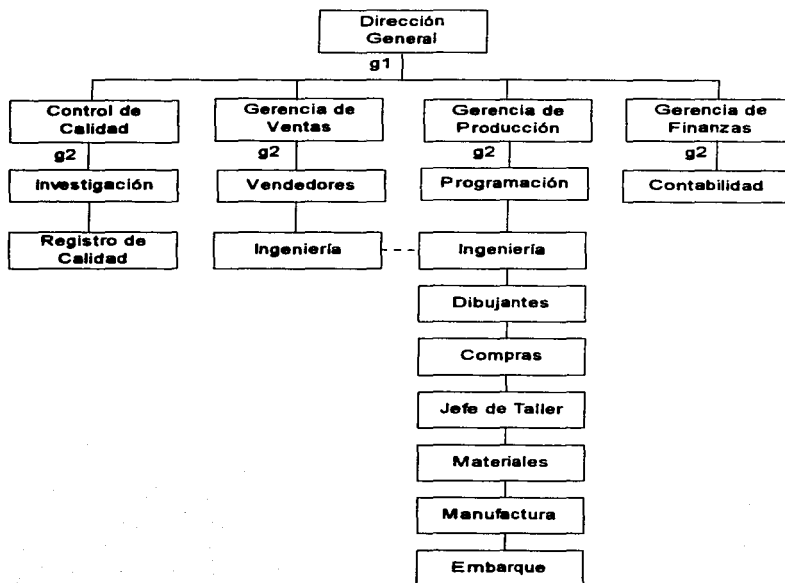 Dirección
General
g1
Control de
Calidad
Gerencia de
Ventas
Gerencia de
Producción
Gerencia de
Finanzas
g2
g2
g2
g2
Investigación
Vendedores
Programación
Contabilidad
Registro de
Calidad
Ingeniería
Ingeniería
Dibujantes
Compras
Jefe de Taller
Materiales
Manufactura
Embarque